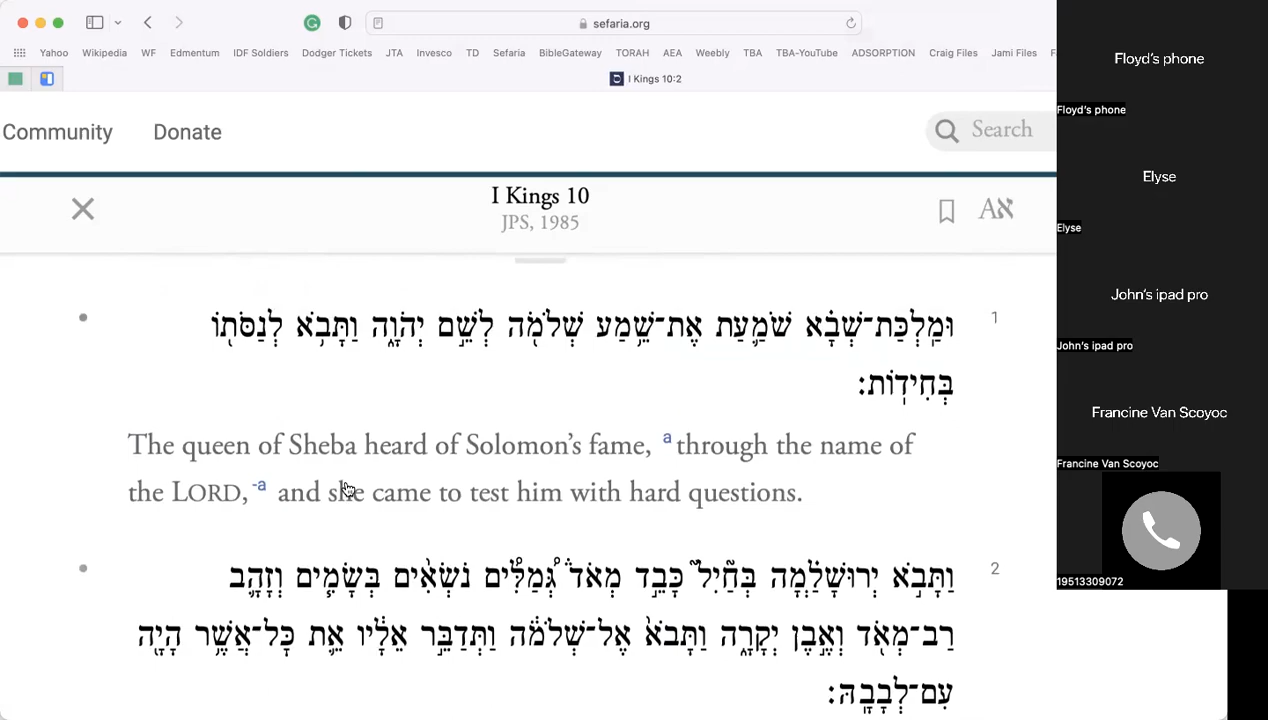 sefaria.org
Yahoo Wikipedia WF Edmentum IDF Soldiers Dodger Tickets JTA Invesco TD Sefaria BibleGateway TORAH AEA Weebly TBA TBA-YouTube ADSORPTION Craig Files Jami Files
I Kings 10:2
Community Donate Search
I Kings 10
JPS, 1985
Aא
1
וּמַֽלְכַּת־שְׁבָ֗א שֹׁמַ֛עַת אֶת־שֵׁ֥מַע שְׁלֹמֹ֖ה לְשֵׁ֣ם יְהֹוָ֑ה וַתָּבֹ֥א לְנַסֹּת֖וֹ
בְּחִידֽוֹת׃
The queen of Sheba heard of Solomon’s fame, a through the name of
the LORD, -a and she came to test him with hard questions.
2
וַתָּבֹ֣א יְרוּשָׁלַ֗͏ְמָה בְּחַ֘יִל֮ כָּבֵ֣ד מְאֹד֒ גְּ֠מַלִּ֠ים נֹשְׂאִ֨ים בְּשָׂמִ֧ים וְזָהָ֛ב
רַב־מְאֹ֖ד וְאֶ֣בֶן יְקָרָ֑ה וַתָּבֹא֙ אֶל־שְׁלֹמֹ֔ה וַתְּדַבֵּ֣ר אֵלָ֔יו אֵ֛ת כׇּל־אֲשֶׁ֥ר הָיָ֖ה
עִם־לְבָבָֽהּ׃
Floyd’s phone
Floyd’s phone
Elyse
Elyse
John’s ipad pro
John’s ipad pro
Francine Van Scoyoc
Francine Van Scoyoc
19513309072